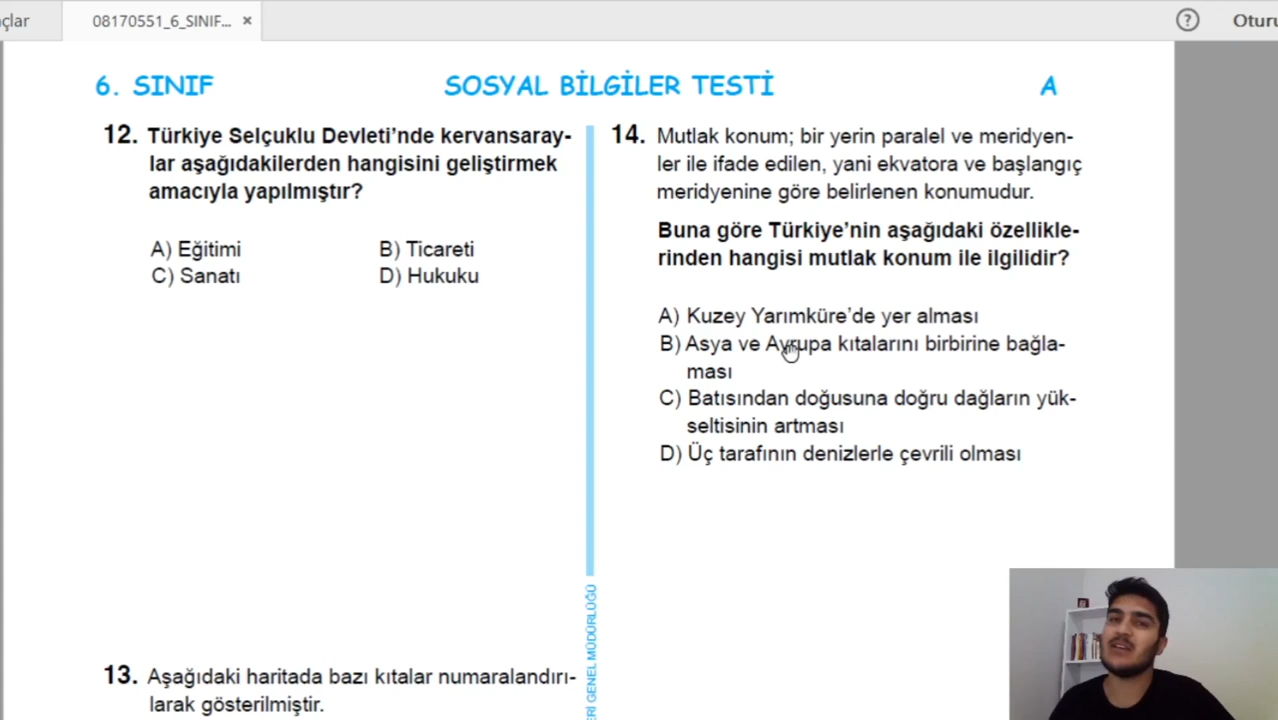 08170551_6_SINIF...
?
6. SINIF
SOSYAL BİLGİLER TESTİ
A
12. Türkiye Selçuklu Devleti'nde kervansaray-
lar aşağıdakilerden hangisini geliştirmek
amacıyla yapılmıştır?
A) Eğitimi
B) Ticareti
C) Sanatı
D) Hukuku
13. Aşağıdaki haritada bazı kıtalar numaralandırı-
larak gösterilmiştir.
14. Mutlak konum; bir yerin paralel ve meridyen-
ler ile ifade edilen, yani ekvatora ve başlangıç
meridyenine göre belirlenen konumudur.
Buna göre Türkiye'nin aşağıdaki özellikle-
rinden hangisi mutlak konum ile ilgilidir?
A) Kuzey Yarımküre'de yer alması
B) Asya ve Avrupa kıtalarını birbirine bağla-
ması
C) Batısından doğusuna doğru dağların yük-
seltisinin artması
D) Üç tarafının denizlerle çevrili olması
GENEL MÜDÜRLÜĞÜ